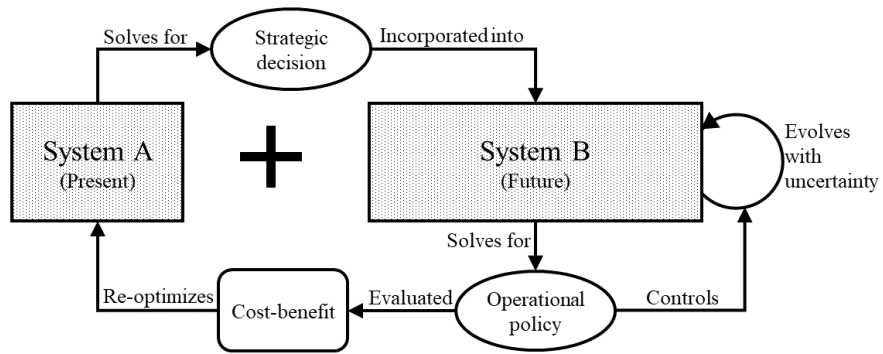 Solves for
Strategic
decision
Incorporated into
System A
(Present)
+
System B
(Future)
Evolves
with
uncertainty
Solves for
Re-optimizes
Cost-benefit
Evaluated
Operational
policy
Controls